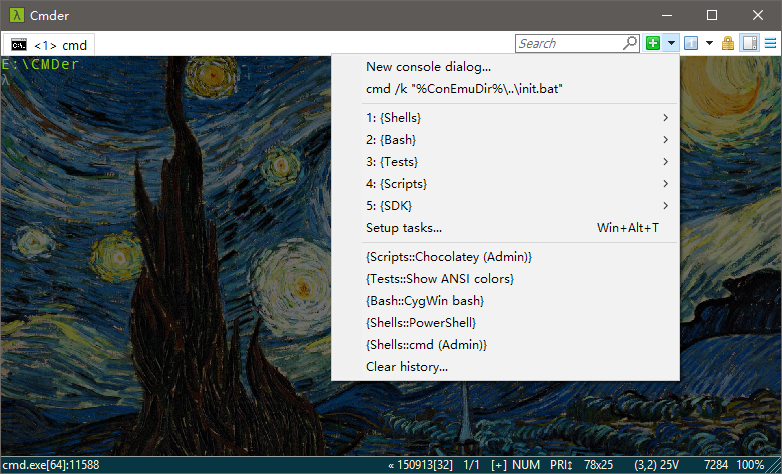 Cmder
<1> cmd
Search
E:\CMDer
λ
New console dialog...
cmd /k "%ConEmuDir%\..\init.bat"
1: {Shells}
2: {Bash}
3: {Tests}
4: {Scripts}
5: {SDK}
Setup tasks... Win+Alt+T
{Scripts::Chocolatey (Admin)}
{Tests::Show ANSI colors}
{Bash::CygWin bash}
{Shells::PowerShell}
{Shells::cmd (Admin)}
Clear history...
cmd.exe[64]:11588 « 150913[32] 1/1 [+] NUM PRI↕ 78x25 (3,2) 25V 7284 100%